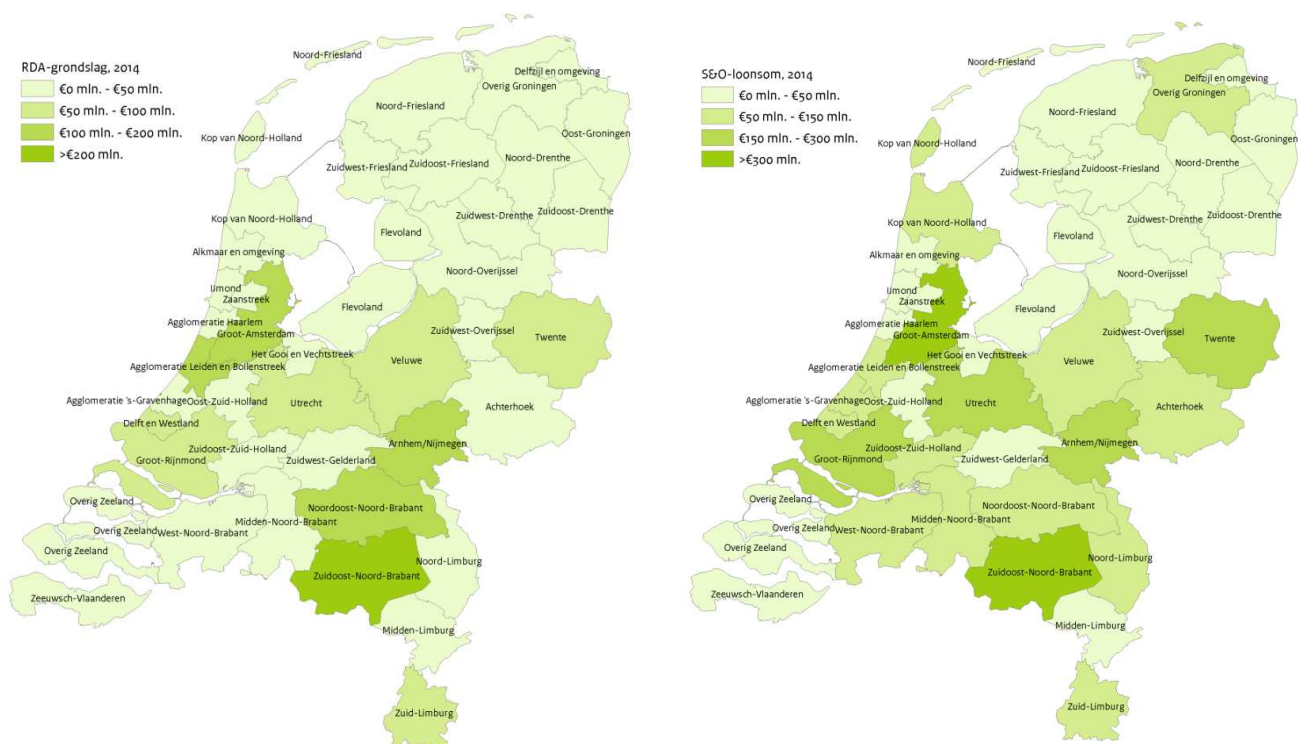 RDA-grondslag, 2014
€0 mln. - €50 mln.
€50 mln. - €100 mln.
€100 mln. - €200 mln.
>€200 mln.
Noord-Friesland
Delfzijl en omgeving
Overig Groningen
Noord-Friesland
Kop van Noord-Holland
Oost-Groningen
Noord-Drenthe
Zuidwest-Friesland
Zuidoost-Friesland
Zuidwest-Drenthe
Zuidoost-Drenthe
Kop van Noord-Holland
Flevoland
Alkmaar en omgeving
Noord-Overijssel
IJmond
Zaanstreek
Flevoland
Agglomeratie Haarlem
Groot-Amsterdam
Zuidwest-Overijssel
Twente
Het Gooi en Vechtstreek
Veluwe
Agglomeratie Leiden en Bollenstreek
Agglomeratie 's-Gravenhage
Oost-Zuid-Holland
Utrecht
Achterhoek
Delft en Westland
Zuidoost-Zuid-Holland
Arnhem/Nijmegen
Groot-Rijnmond
Zuidwest-Gelderland
Overig Zeeland
Noordoost-Noord-Brabant
Midden-Noord-Brabant
Overig Zeeland
West-Noord-Brabant
Overig Zeeland
Noord-Limburg
Zuidoost-Noord-Brabant
Zeeuwsch-Vlaanderen
Midden-Limburg
Zuid-Limburg
S&O-loonsom, 2014
€0 mln. - €50 mln.
€50 mln. - €150 mln.
€150 mln. - €300 mln.
>€300 mln.
Noord-Friesland
Delfzijl en omgeving
Overig Groningen
Noord-Friesland
Kop van Noord-Holland
Oost-Groningen
Noord-Drenthe
Zuidwest-Friesland
Zuidoost-Friesland
Zuidwest-Drenthe
Zuidoost-Drenthe
Kop van Noord-Holland
Flevoland
Alkmaar en omgeving
Noord-Overijssel
IJmond
Zaanstreek
Flevoland
Agglomeratie Haarlem
Groot-Amsterdam
Zuidwest-Overijssel
Twente
Het Gooi en Vechtstreek
Veluwe
Agglomeratie Leiden en Bollenstreek
Agglomeratie 's-Gravenhage
Oost-Zuid-Holland
Utrecht
Achterhoek
Delft en Westland
Zuidoost-Zuid-Holland
Arnhem/Nijmegen
Groot-Rijnmond
Zuidwest-Gelderland
Overig Zeeland
Noordoost-Noord-Brabant
Midden-Noord-Brabant
Overig Zeeland
West-Noord-Brabant
Overig Zeeland
Noord-Limburg
Zuidoost-Noord-Brabant
Zeeuwsch-Vlaanderen
Midden-Limburg
Zuid-Limburg